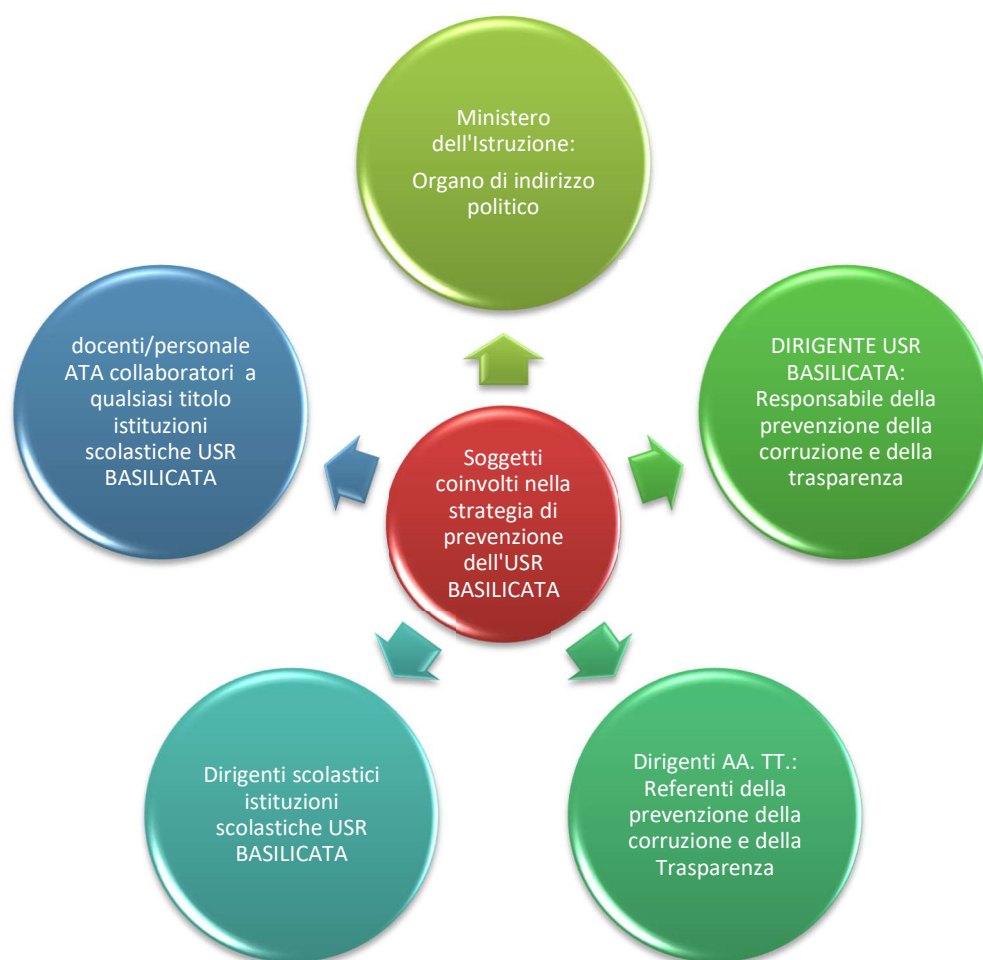 Ministero
dell'Istruzione:
Organo di indirizzo
politico
DIRIGENTE USR
BASILICATA:
Responsabile della
prevenzione della
corruzione e della
trasparenza
Dirigenti AA. TT.:
Referenti della
prevenzione della
corruzione e della
Trasparenza
Dirigenti scolastici
istituzioni
scolastiche USR
BASILICATA
docenti/personale
ATA collaboratori a
qualsiasi titolo
istituzioni
scolastiche USR
BASILICATA
Soggetti
coinvolti nella
strategia di
prevenzione
dell'USR
BASILICATA